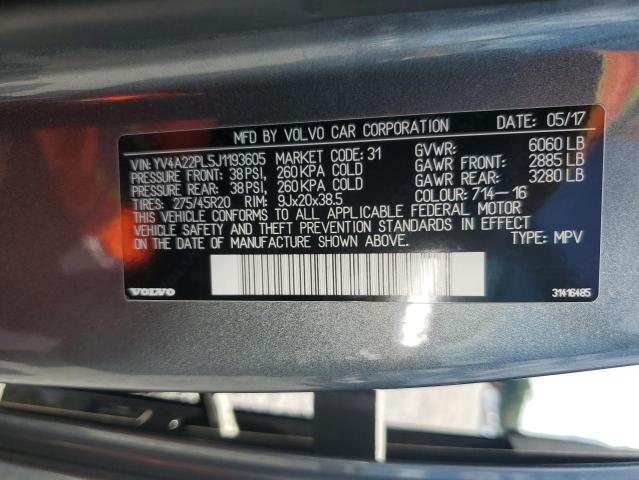 MFD BY VOLVO CAR CORPORATION DATE: 05/17
VIN: YV4A22PL5J1193605 MARKET CODE: 31 GVWR: 6060 LB
PRESSURE FRONT: 38 PSI, 260 KPA COLD GAWR FRONT: 2885 LB
PRESSURE REAR: 38 PSI, 260 KPA COLD GAWR REAR: 3280 LB
TIRES: 275/45R20 RIM: 9Jx20x38.5 COLOUR: 714-16
THIS VEHICLE CONFORMS TO ALL APPLICABLE FEDERAL MOTOR
VEHICLE SAFETY AND THEFT PREVENTION STANDARDS IN EFFECT
ON THE DATE OF MANUFACTURE SHOWN ABOVE. TYPE: MPV
VOLVO 31416485